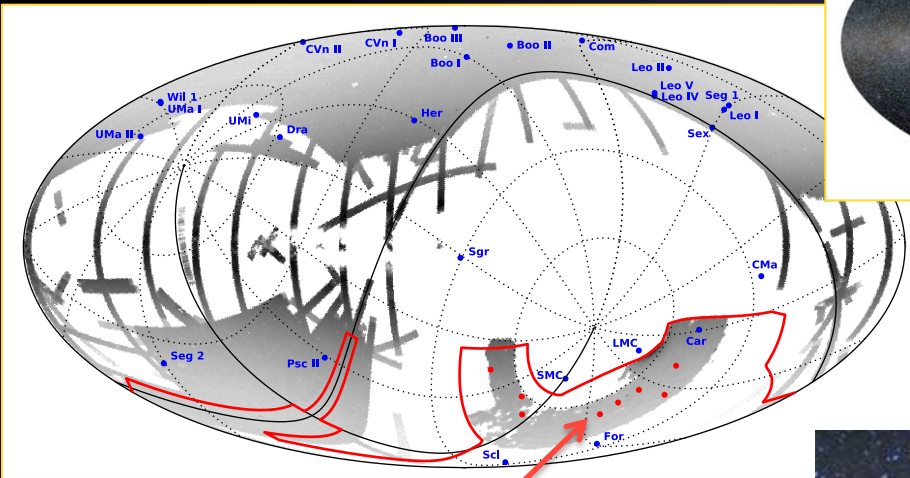 CVn II
CVn I
Boo III
Boo II
Com
Boo I
Leo II
Wil 1
UMa I
Leo V
Leo IV
Seg 1
Leo I
UMi
Her
UMa II
Dra
Sex
Sgr
CMa
Seg 2
Psc II
SMC
LMC
Car
For
Scl